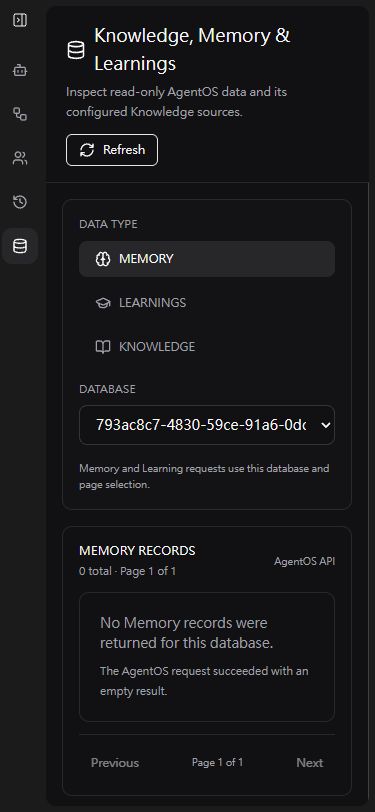 Knowledge, Memory &
Learnings
Inspect read-only AgentOS data and its
configured Knowledge sources.
Refresh
DATA TYPE
MEMORY
LEARNINGS
KNOWLEDGE
DATABASE
793ac8c7-4830-59ce-91a6-0dc
Memory and Learning requests use this database and
page selection.
MEMORY RECORDS
0 total · Page 1 of 1
AgentOS API
No Memory records were
returned for this database.
The AgentOS request succeeded with an
empty result.
Previous
Page 1 of 1
Next